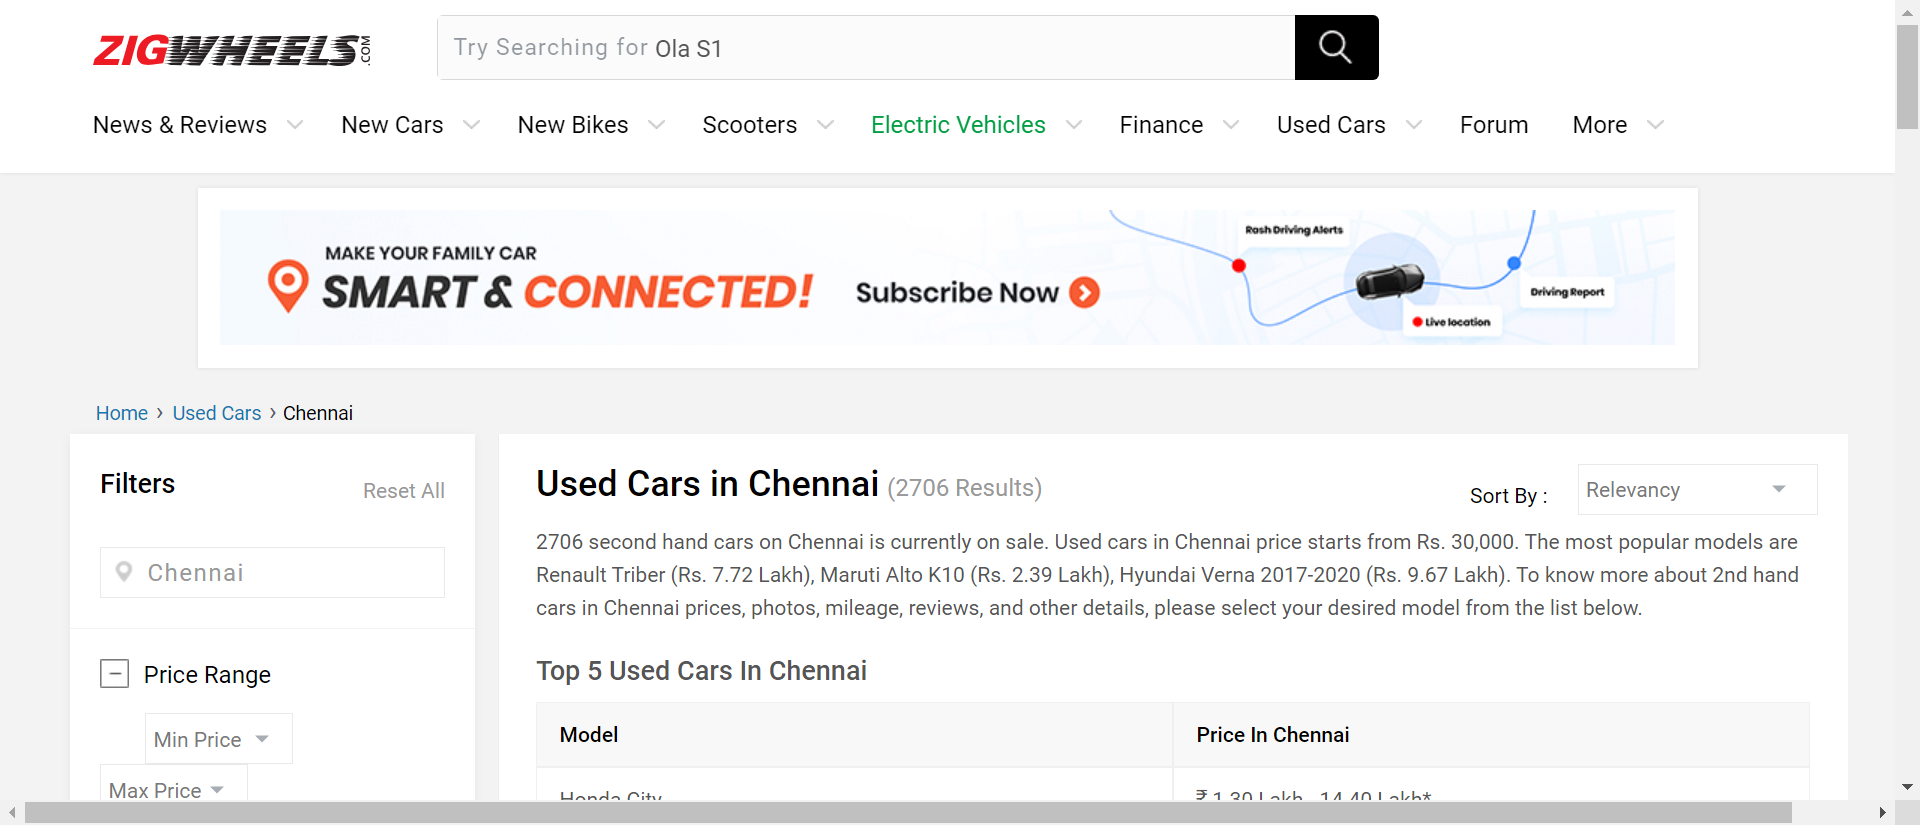 ZIGWHEELS.COM
Try Searching for Ola S1
News & Reviews New Cars New Bikes Scooters Electric Vehicles Finance Used Cars Forum More
MAKE YOUR FAMILY CAR
SMART & CONNECTED!
Subscribe Now
Rash Driving Alerts
Driving Report
Live location
Home › Used Cars › Chennai
Filters
Reset All
Chennai
Price Range
Min Price
Max Price
Used Cars in Chennai (2706 Results)
Sort By :
Relevancy
2706 second hand cars on Chennai is currently on sale. Used cars in Chennai price starts from Rs. 30,000. The most popular models are
Renault Triber (Rs. 7.72 Lakh), Maruti Alto K10 (Rs. 2.39 Lakh), Hyundai Verna 2017-2020 (Rs. 9.67 Lakh). To know more about 2nd hand
cars in Chennai prices, photos, mileage, reviews, and other details, please select your desired model from the list below.
Top 5 Used Cars In Chennai
Model Price In Chennai
Honda City ₹ 1.30 Lakh - 14.40 Lakh*